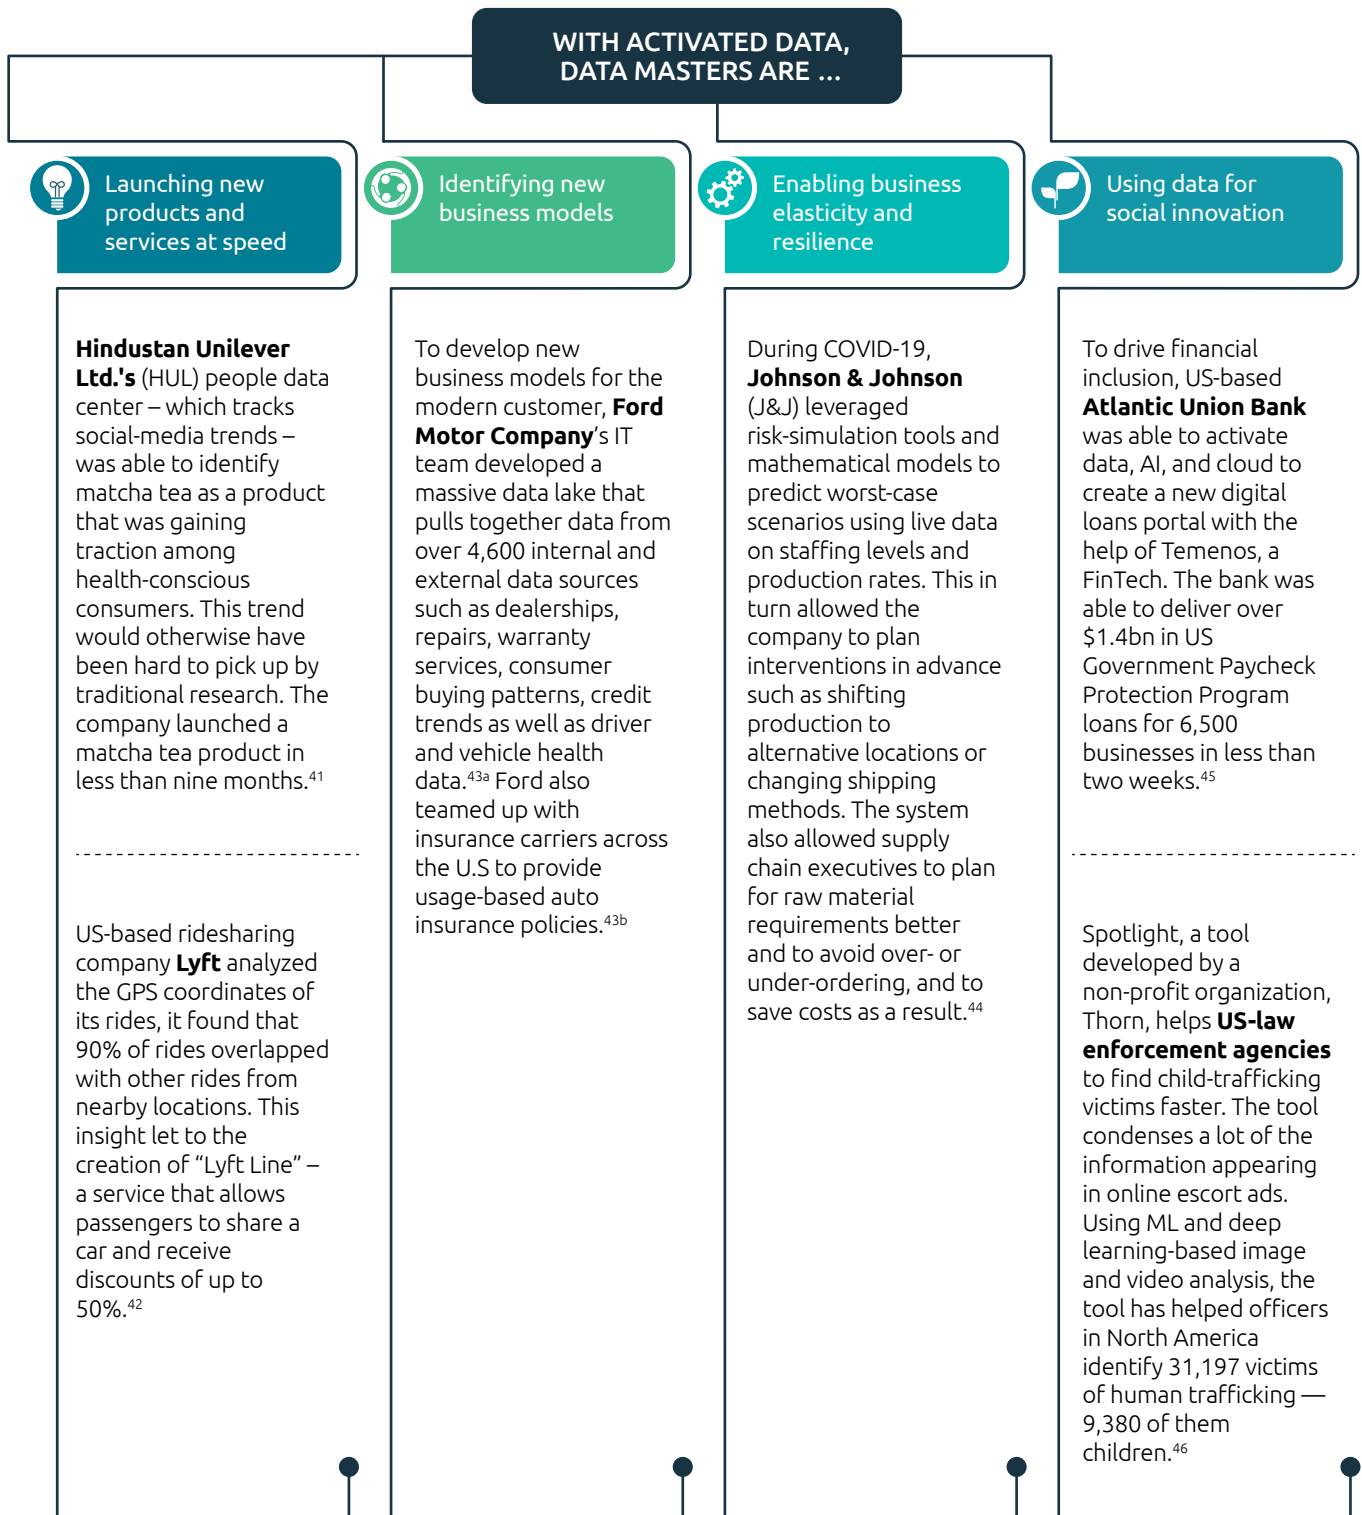 WITH ACTIVATED DATA,
DATA MASTERS ARE …
Launching new
products and
services at speed
Hindustan Unilever
Ltd.'s (HUL) people data
center – which tracks
social-media trends –
was able to identify
matcha tea as a product
that was gaining
traction among
health-conscious
consumers. This trend
would otherwise have
been hard to pick up by
traditional research. The
company launched a
matcha tea product in
less than nine months.41
US-based ridesharing
company Lyft analyzed
the GPS coordinates of
its rides, it found that
90% of rides overlapped
with other rides from
nearby locations. This
insight let to the
creation of “Lyft Line” –
a service that allows
passengers to share a
car and receive
discounts of up to
50%.42
Identifying new
business models
To develop new
business models for the
modern customer, Ford
Motor Company’s IT
team developed a
massive data lake that
pulls together data from
over 4,600 internal and
external data sources
such as dealerships,
repairs, warranty
services, consumer
buying patterns, credit
trends as well as driver
and vehicle health
data.43a Ford also
teamed up with
insurance carriers across
the U.S to provide
usage-based auto
insurance policies.43b
Enabling business
elasticity and
resilience
During COVID-19,
Johnson & Johnson
(J&J) leveraged
risk-simulation tools and
mathematical models to
predict worst-case
scenarios using live data
on staffing levels and
production rates. This in
turn allowed the
company to plan
interventions in advance
such as shifting
production to
alternative locations or
changing shipping
methods. The system
also allowed supply
chain executives to plan
for raw material
requirements better
and to avoid over- or
under-ordering, and to
save costs as a result.44
Using data for
social innovation
To drive financial
inclusion, US-based
Atlantic Union Bank
was able to activate
data, AI, and cloud to
create a new digital
loans portal with the
help of Temenos, a
FinTech. The bank was
able to deliver over
$1.4bn in US
Government Paycheck
Protection Program
loans for 6,500
businesses in less than
two weeks.45
Spotlight, a tool
developed by a
non-profit organization,
Thorn, helps US-law
enforcement agencies
to find child-trafficking
victims faster. The tool
condenses a lot of the
information appearing
in online escort ads.
Using ML and deep
learning-based image
and video analysis, the
tool has helped officers
in North America
identify 31,197 victims
of human trafficking —
9,380 of them
children.46